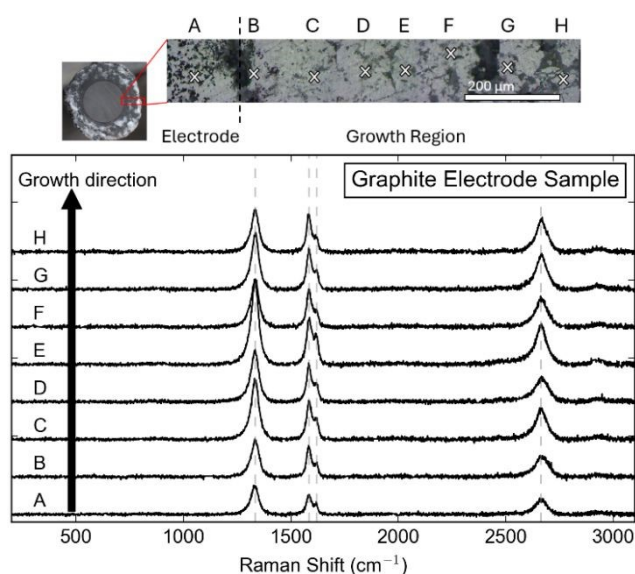 A B C D E F G H
200 μm
Electrode Growth Region
Growth direction
Graphite Electrode Sample
H
G
F
E
D
C
B
A
500 1000 1500 2000 2500 3000
Raman Shift (cm⁻¹)